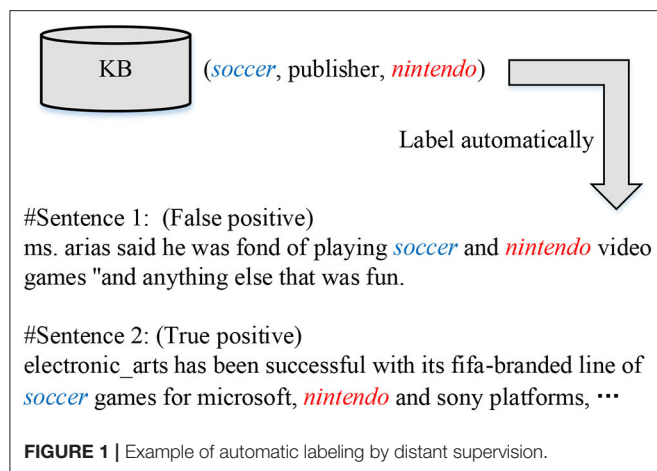 KB (soccer, publisher, nintendo)
Label automatically
#Sentence 1: (False positive)
ms. arias said he was fond of playing soccer and nintendo video
games "and anything else that was fun.
#Sentence 2: (True positive)
electronic_arts has been successful with its fifa-branded line of
soccer games for microsoft, nintendo and sony platforms, ···
FIGURE 1 | Example of automatic labeling by distant supervision.